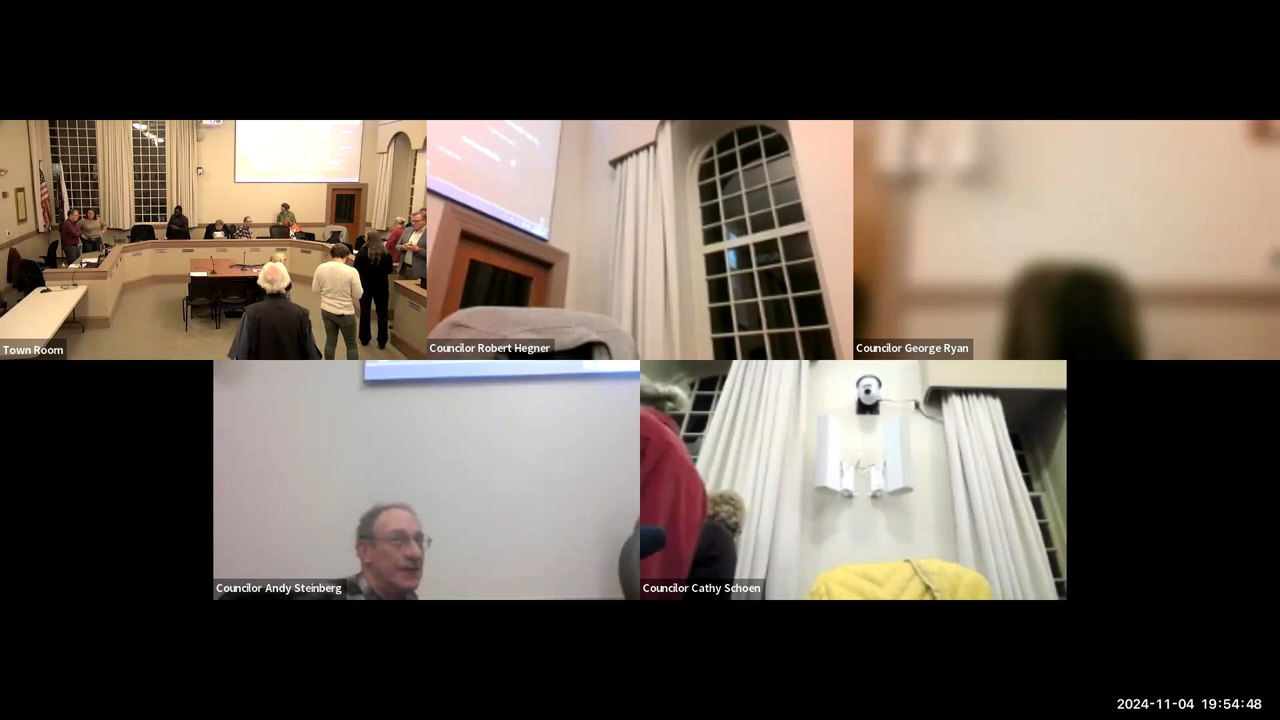 Town Room
Councilor Robert Hegner
Councilor George Ryan
Councilor Andy Steinberg
Councilor Cathy Schoen
2024-11-04 19:54:48